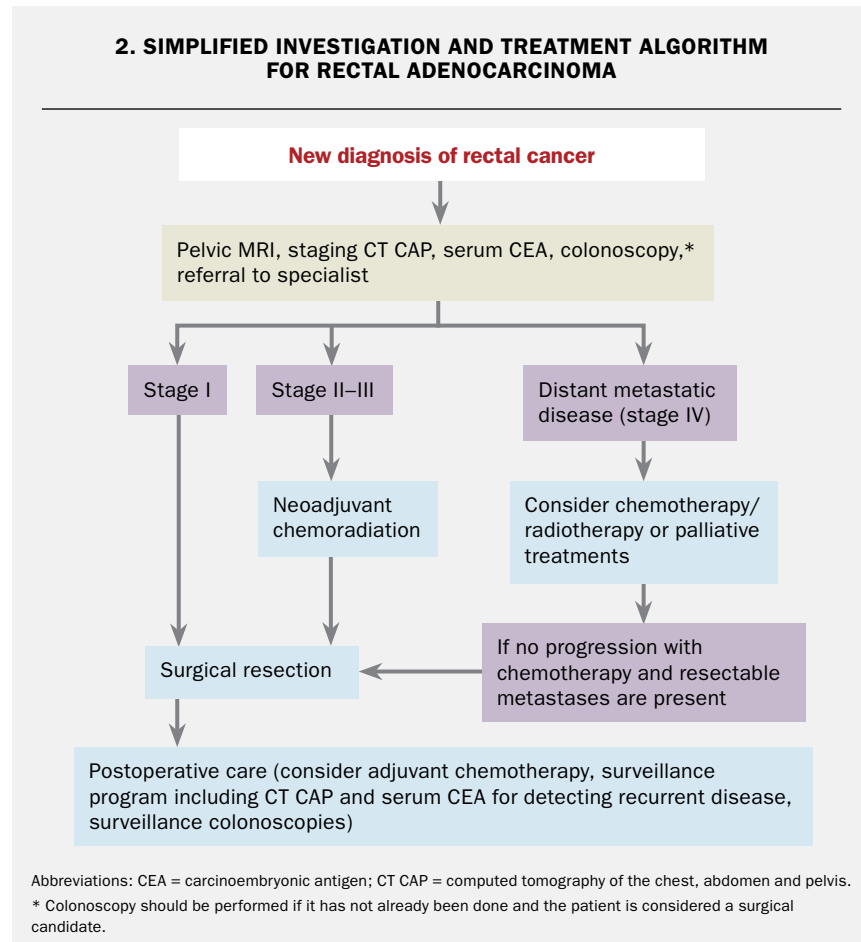 2. SIMPLIFIED INVESTIGATION AND TREATMENT ALGORITHM
FOR RECTAL ADENOCARCINOMA
New diagnosis of rectal cancer
Pelvic MRI, staging CT CAP, serum CEA, colonoscopy,*
referral to specialist
Stage I
Stage II–III
Distant metastatic
disease (stage IV)
Neoadjuvant
chemoradiation
Consider chemotherapy/
radiotherapy or palliative
treatments
Surgical resection
If no progression with
chemotherapy and resectable
metastases are present
Postoperative care (consider adjuvant chemotherapy, surveillance
program including CT CAP and serum CEA for detecting recurrent disease,
surveillance colonoscopies)
Abbreviations: CEA = carcinoembryonic antigen; CT CAP = computed tomography of the chest, abdomen and pelvis.
* Colonoscopy should be performed if it has not already been done and the patient is considered a surgical
candidate.